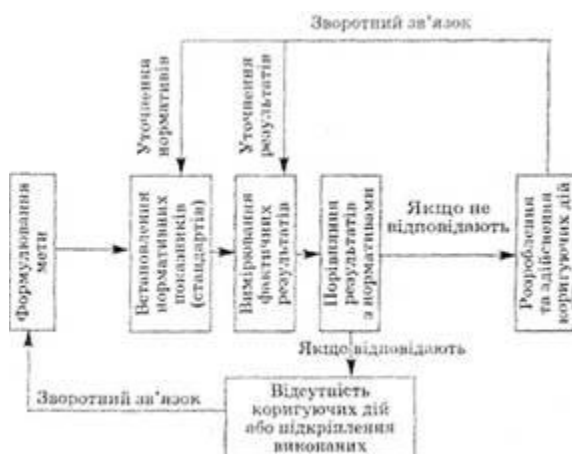 Зворотний зв'язок
Уточнення
нормативів
Уточнення
результатів
Формулювання
мети
Встановлення
нормативних
показників
(стандартів)
Вимірювання
фактичних
результатів
Порівняння
результатів
з нормативами
Якщо не
відповідають
Розроблення
та здійснення
коригуючих дій
Якщо відповідають
Зворотний зв'язок
Відсутність
коригуючих дій
або підкріплення
виконаних